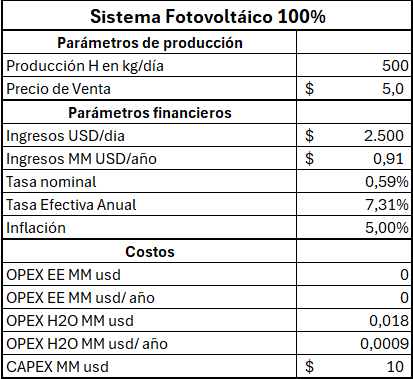 Sistema Fotovoltáico 100%
Parámetros de producción
Producción H en kg/día 500
Precio de Venta $ 5,0
Parámetros financieros
Ingresos USD/dia $ 2.500
Ingresos MM USD/año $ 0,91
Tasa nominal 0,59%
Tasa Efectiva Anual 7,31%
Inflación 5,00%
Costos
OPEX EE MM usd 0
OPEX EE MM usd/ año 0
OPEX H2O MM usd 0,018
OPEX H2O MM usd/ año 0,0009
CAPEX MM usd $ 10